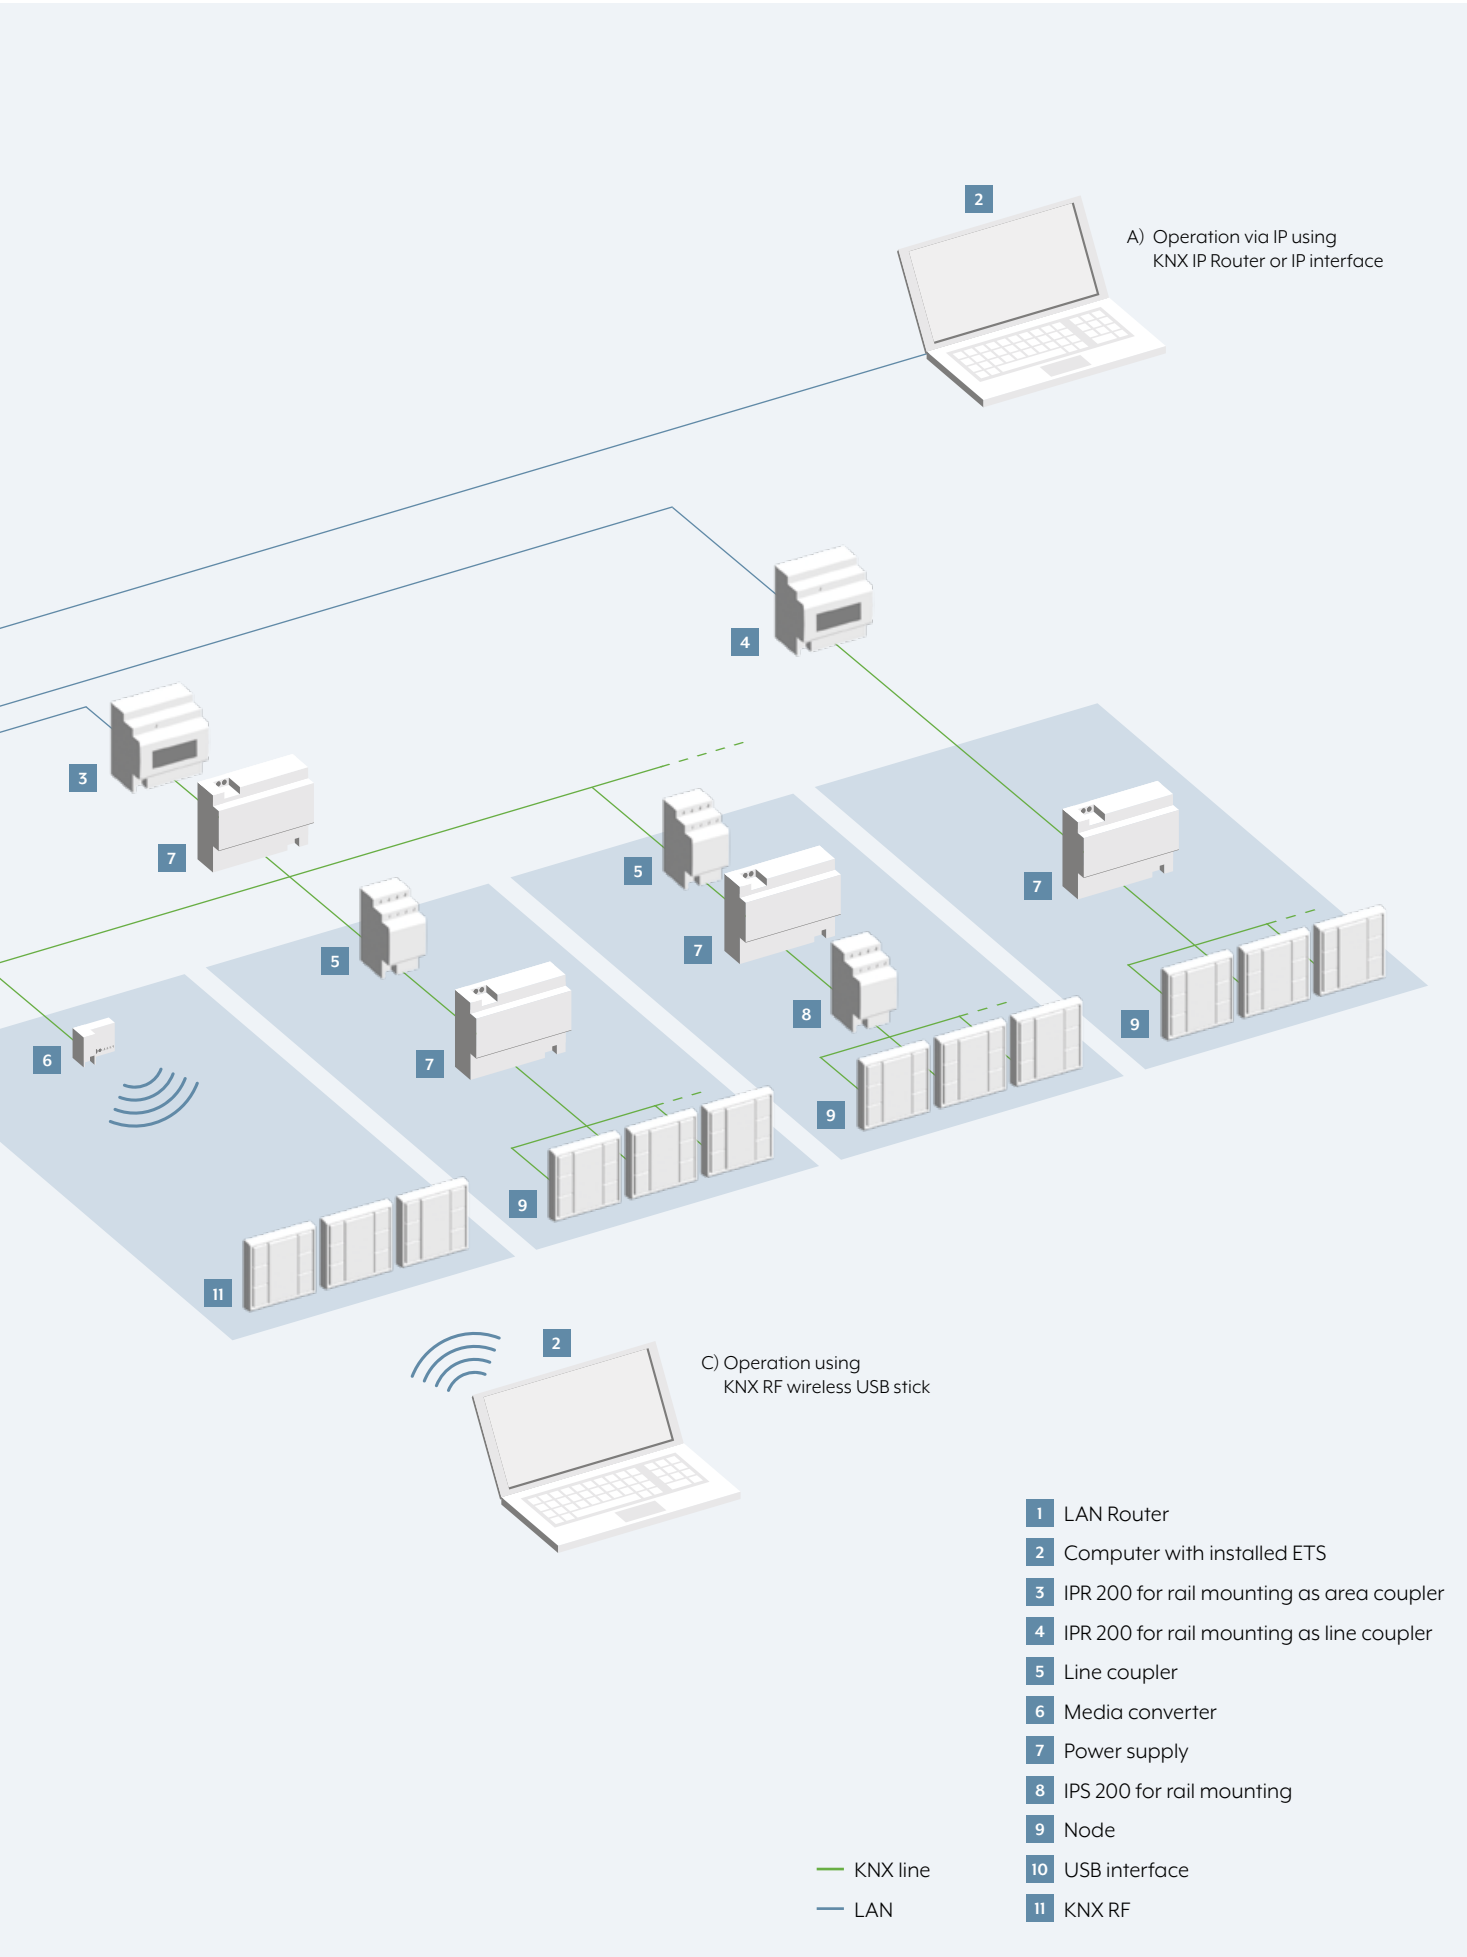 2
A) Operation via IP using
KNX IP Router or IP interface
4
3
7
5
7
5
7
8
9
6
7
9
9
11
2
C) Operation using
KNX RF wireless USB stick
1 LAN Router
2 Computer with installed ETS
3 IPR 200 for rail mounting as area coupler
4 IPR 200 for rail mounting as line coupler
5 Line coupler
6 Media converter
7 Power supply
8 IPS 200 for rail mounting
9 Node
10 USB interface
11 KNX RF
KNX line
LAN